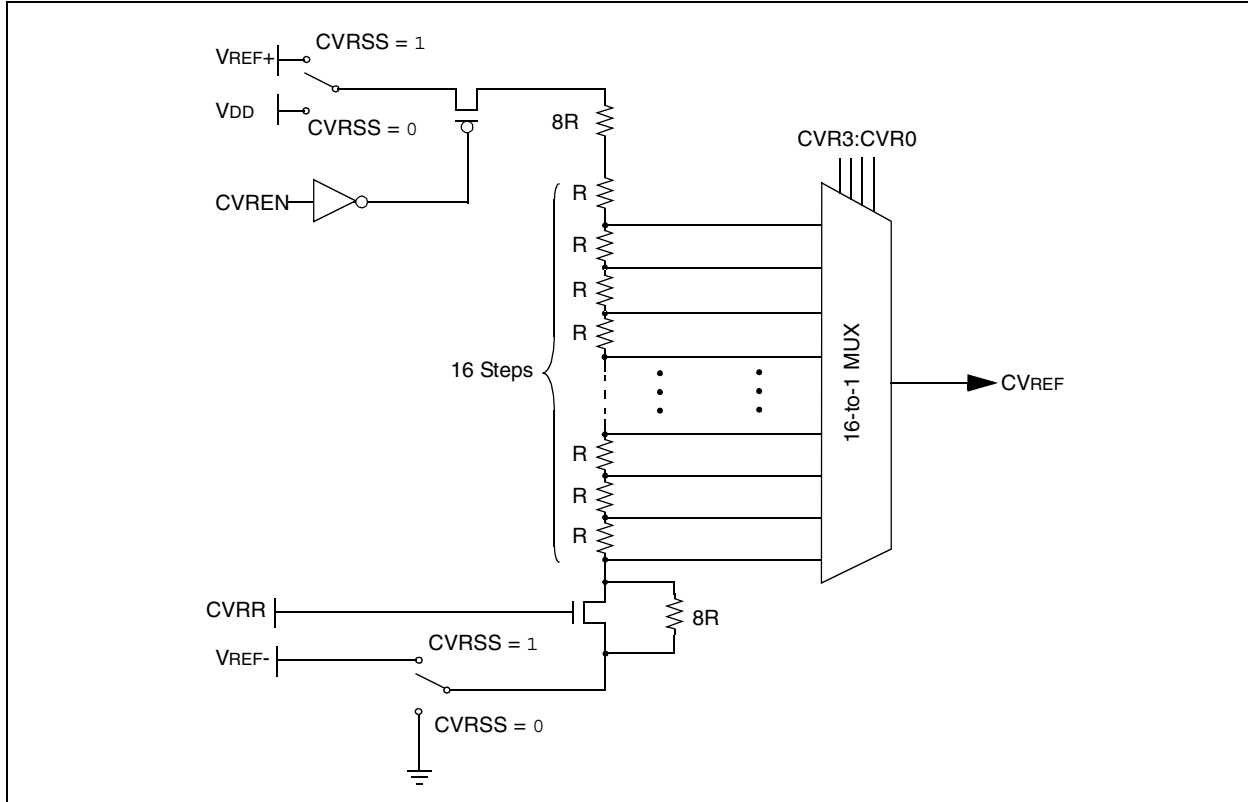 CVRSS = 1
VREF+
VDD
CVRSS = 0
8R
CVR3:CVR0
CVREN
R
R
R
R
16 Steps
16-to-1 MUX
CVREF
R
R
R
CVRR
8R
CVRSS = 1
VREF-
CVRSS = 0